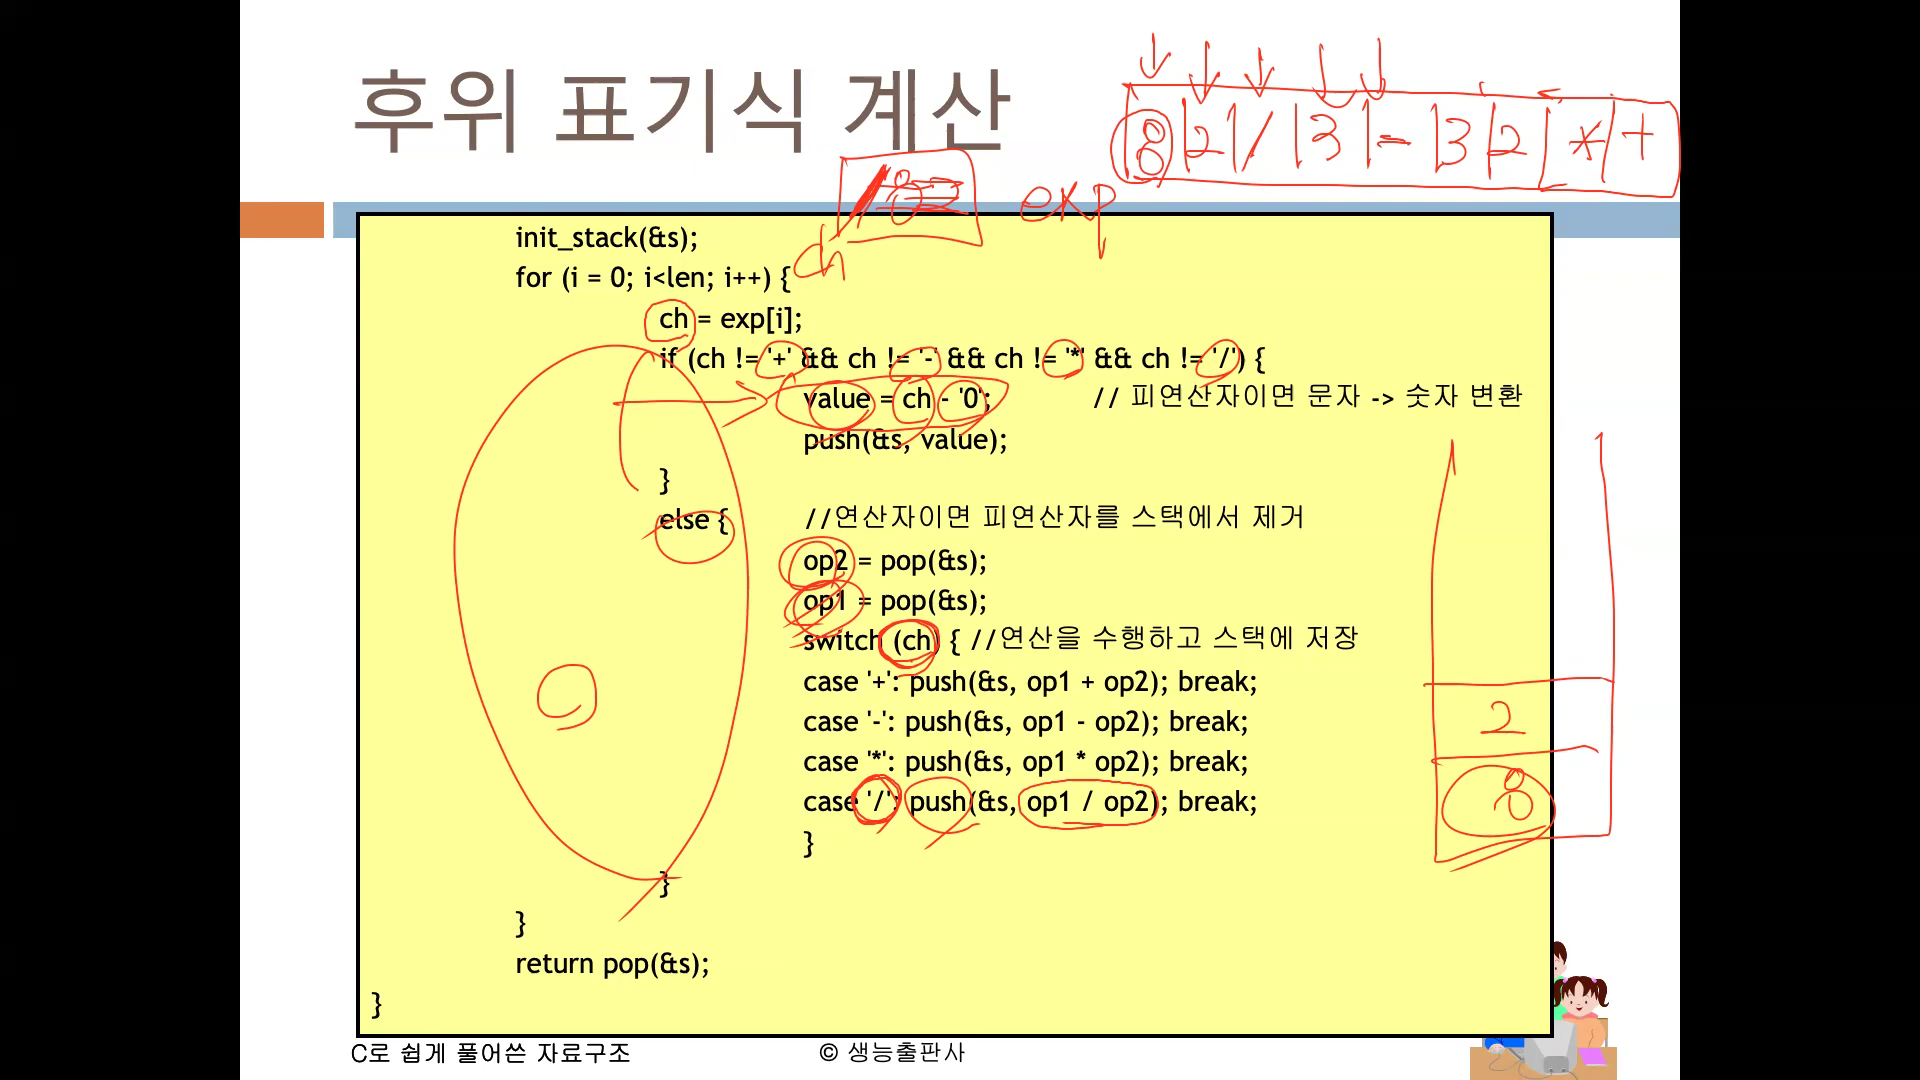 후위 표기식 계산
8 2 / 3 - 3 2 * +
exp
ch
init_stack(&s);
for (i = 0; i<len; i++) {
ch = exp[i];
if (ch != '+' && ch != '-' && ch != '*' && ch != '/') {
value = ch - '0'; // 피연산자이면 문자 -> 숫자 변환
push(&s, value);
}
else { //연산자이면 피연산자를 스택에서 제거
op2 = pop(&s);
op1 = pop(&s);
switch (ch) { //연산을 수행하고 스택에 저장
case '+': push(&s, op1 + op2); break;
case '-': push(&s, op1 - op2); break;
2
case '*': push(&s, op1 * op2); break;
case '/': push(&s, op1 / op2); break;
8
}
}
}
return pop(&s);
}
C로 쉽게 풀어쓴 자료구조
© 생능출판사